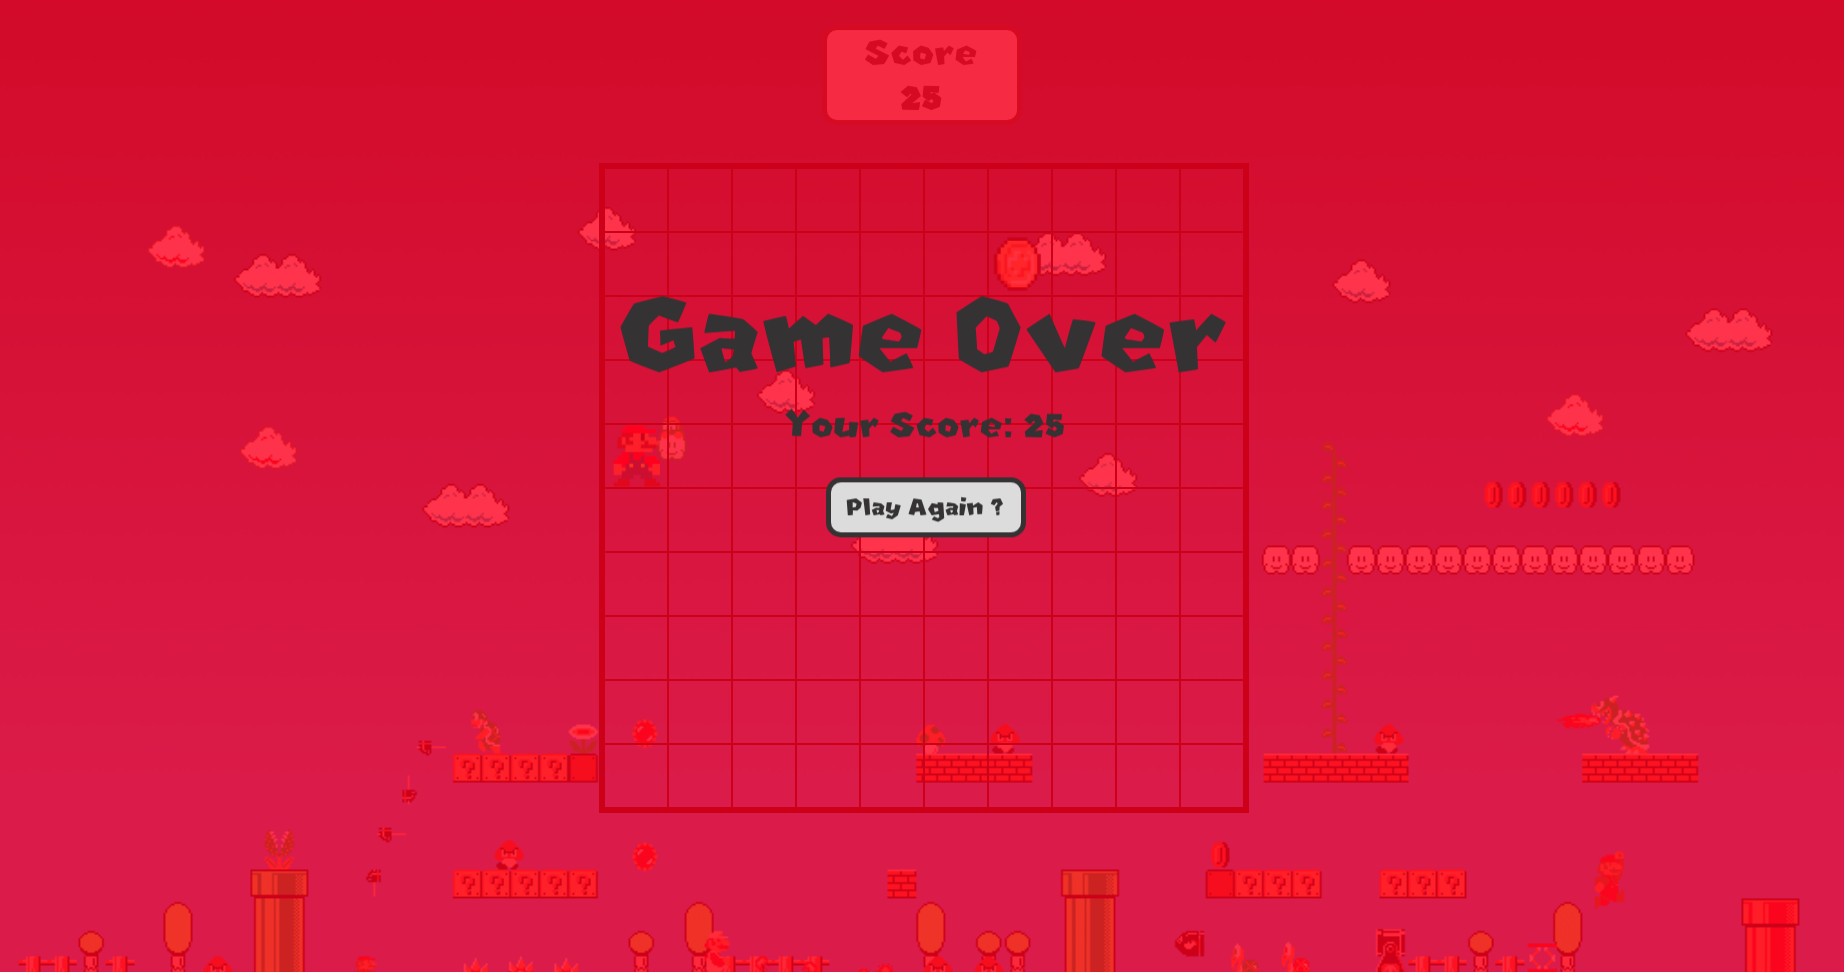 Score
25
Game Over
Your Score: 25
Play Again ?
? ? ? ?
? ? ? ? ?
? ? ?
? ? ?